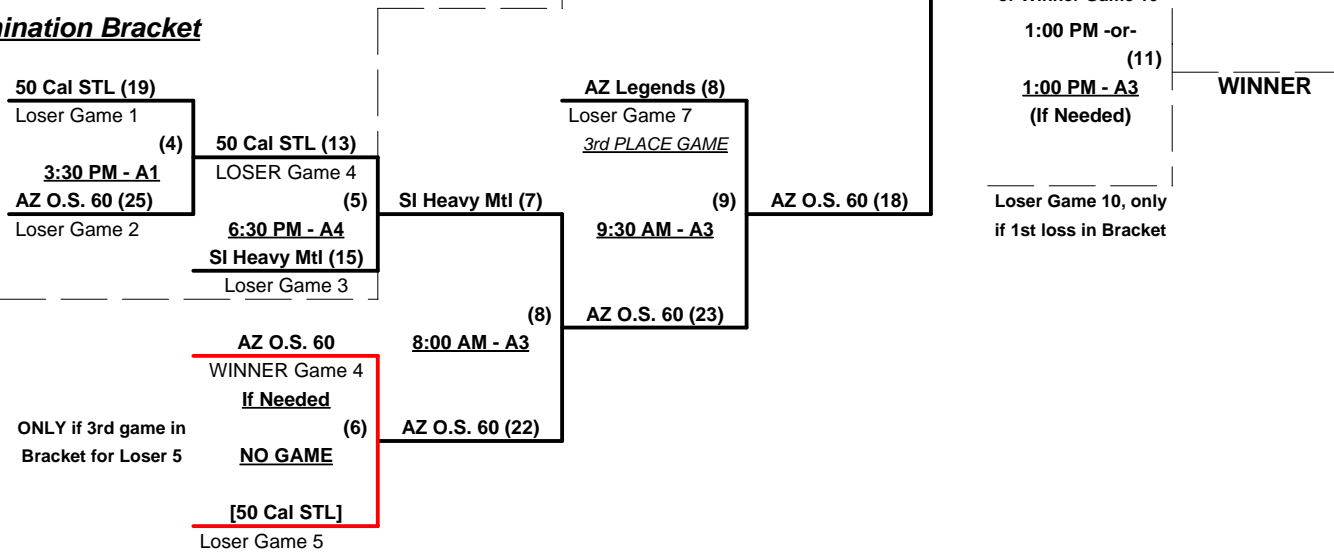 mination Bracket
50 Cal STL (19)
Loser Game 1
(4)
3:30 PM - A1
AZ O.S. 60 (25)
Loser Game 2
50 Cal STL (13)
LOSER Game 4
(5)
6:30 PM - A4
SI Heavy Mtl (15)
Loser Game 3
AZ O.S. 60
WINNER Game 4
If Needed
(6)
NO GAME
[50 Cal STL]
Loser Game 5
ONLY if 3rd game in
Bracket for Loser 5
SI Heavy Mtl (7)
(8)
8:00 AM - A3
AZ O.S. 60 (22)
AZ Legends (8)
Loser Game 7
3rd PLACE GAME
(9)
9:30 AM - A3
AZ O.S. 60 (23)
AZ O.S. 60 (18)
1:00 PM -or-
(11)
1:00 PM - A3
(If Needed)
WINNER
Loser Game 10, only
if 1st loss in Bracket